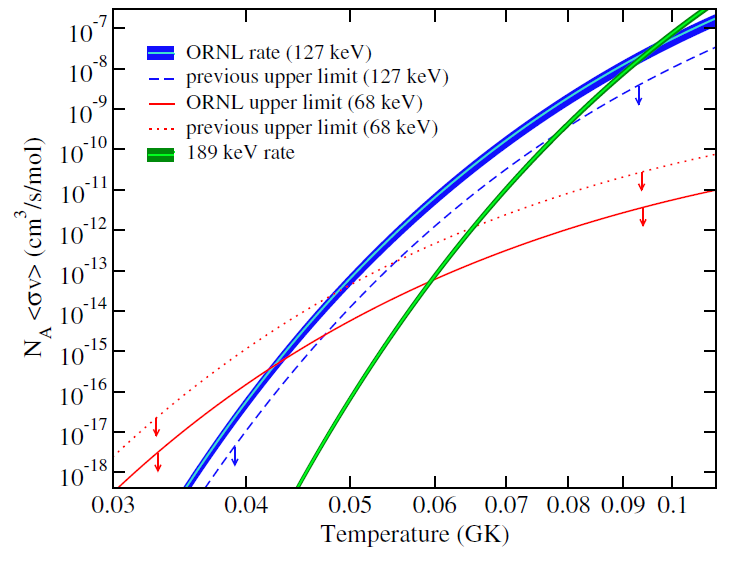 10⁻⁷
10⁻⁸
10⁻⁹
10⁻¹⁰
10⁻¹¹
10⁻¹²
10⁻¹³
10⁻¹⁴
10⁻¹⁵
10⁻¹⁶
10⁻¹⁷
10⁻¹⁸
N_A <σv> (cm³/s/mol)
ORNL rate (127 keV)
previous upper limit (127 keV)
ORNL upper limit (68 keV)
previous upper limit (68 keV)
189 keV rate
0.03 0.04 0.05 0.06 0.07 0.08 0.09 0.1
Temperature (GK)